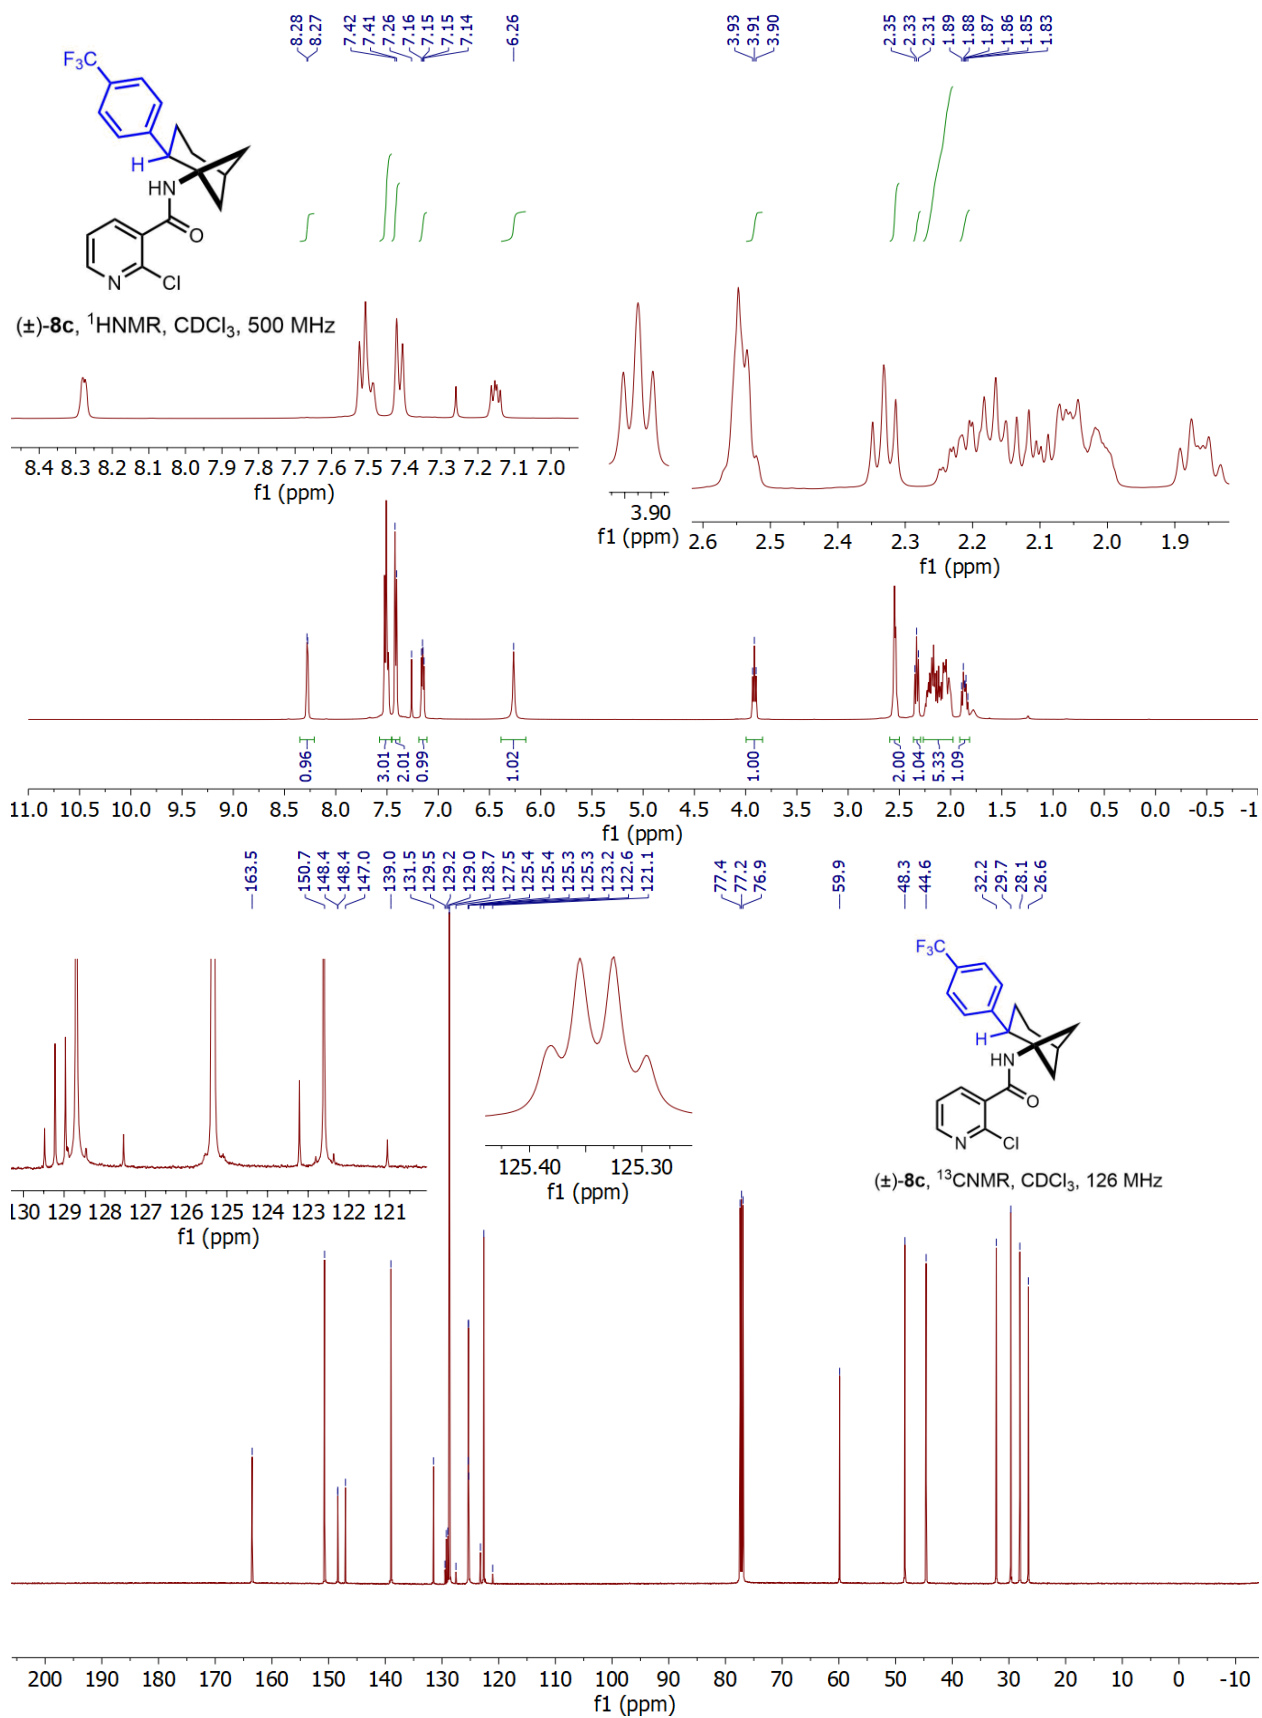 8.28
8.27
7.42
7.41
7.26
7.16
7.15
7.15
7.14
6.26
3.93
3.91
3.90
2.35
2.33
2.31
1.89
1.88
1.87
1.86
1.85
1.83
F₃C
H
HN
O
N
Cl
(±)-8c, ¹HNMR, CDCl₃, 500 MHz
8.4 8.3 8.2 8.1 8.0 7.9 7.8 7.7 7.6 7.5 7.4 7.3 7.2 7.1 7.0
f1 (ppm)
3.90
f1 (ppm)
2.6 2.5 2.4 2.3 2.2 2.1 2.0 1.9
f1 (ppm)
0.96
3.01
2.01
0.99
1.02
1.00
2.00
1.04
5.33
1.09
11.0 10.5 10.0 9.5 9.0 8.5 8.0 7.5 7.0 6.5 6.0 5.5 5.0 4.5 4.0 3.5 3.0 2.5 2.0 1.5 1.0 0.5 0.0 -0.5 -1
f1 (ppm)
163.5
150.7
148.4
148.4
147.0
139.0
131.5
129.5
129.2
129.0
128.7
127.5
125.4
125.4
125.3
125.3
123.2
122.6
121.1
77.4
77.2
76.9
59.9
48.3
44.6
32.2
29.7
28.1
26.6
130 129 128 127 126 125 124 123 122 121
f1 (ppm)
125.40 125.30
f1 (ppm)
F₃C
H
HN
O
N
Cl
(±)-8c, ¹³CNMR, CDCl₃, 126 MHz
200 190 180 170 160 150 140 130 120 110 100 90 80 70 60 50 40 30 20 10 0 -10
f1 (ppm)